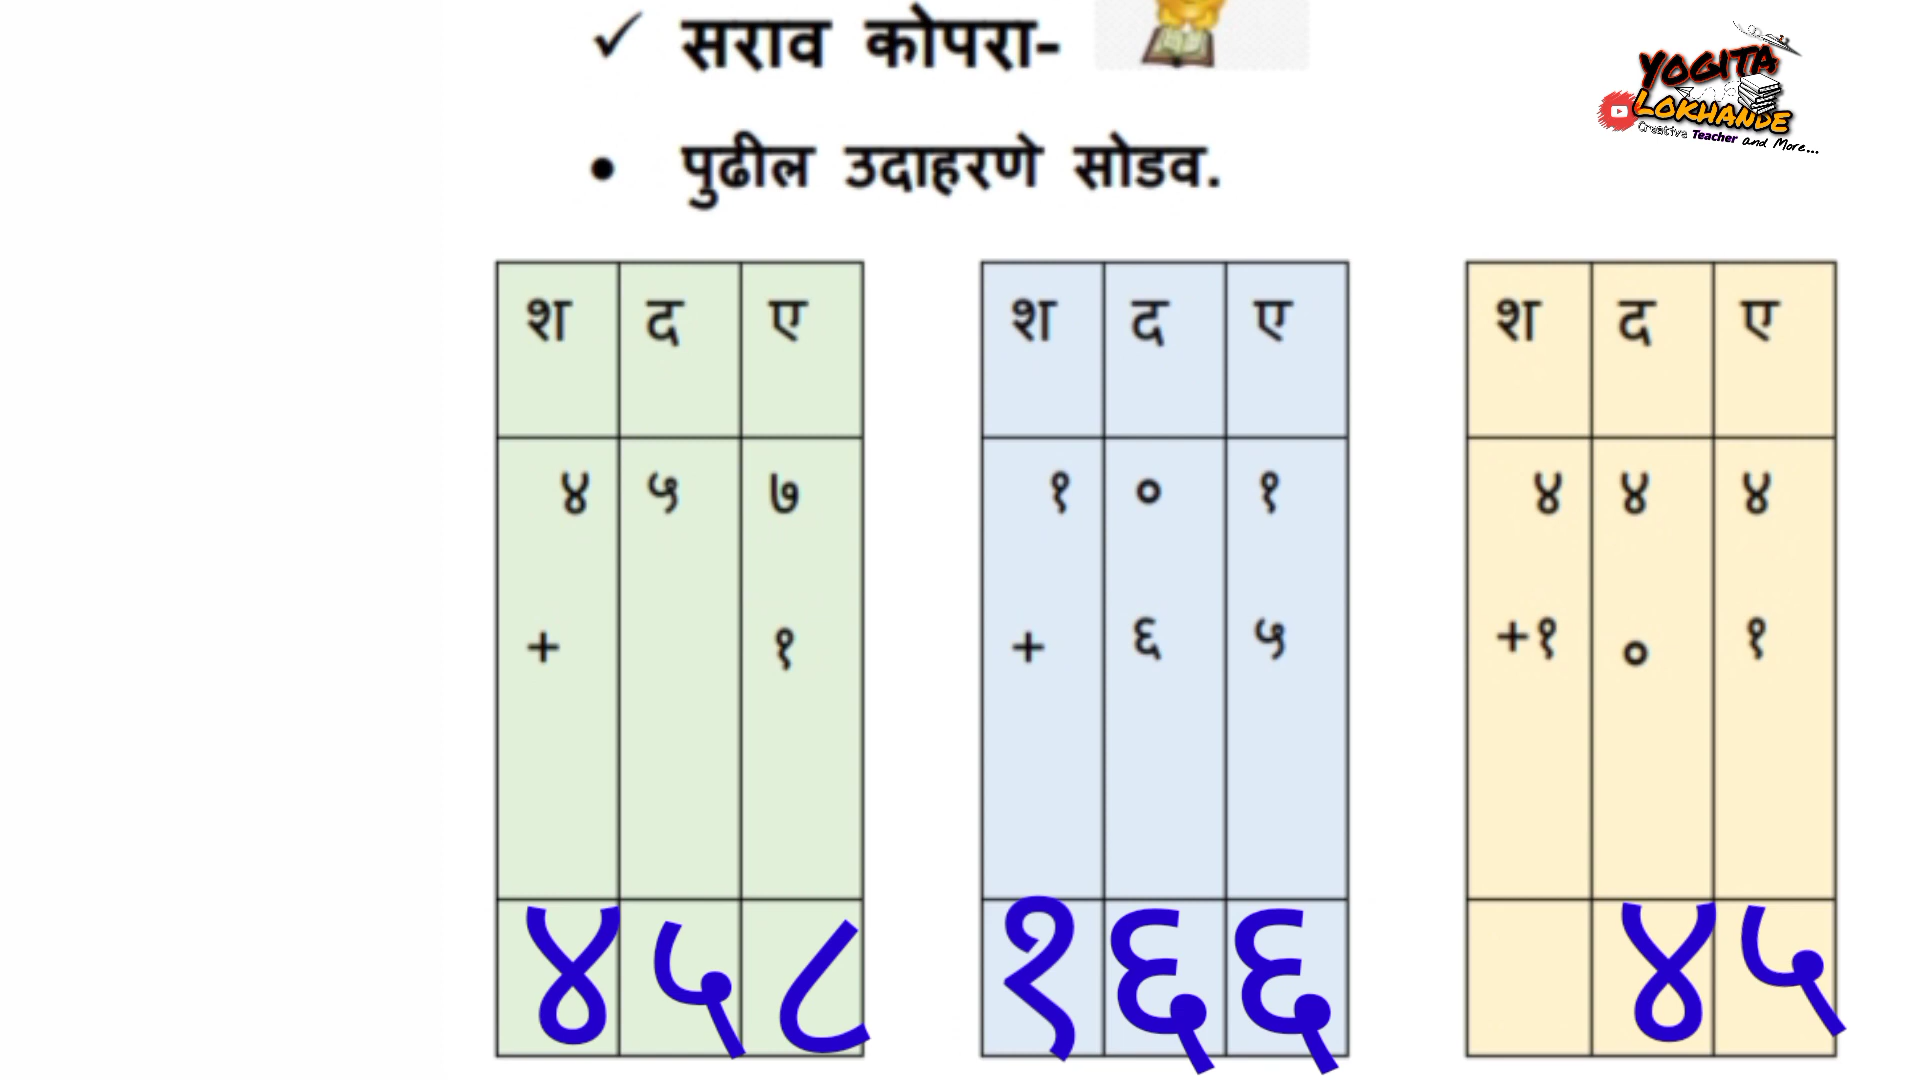 ✓ सराव कोपरा-
YOGITA
LOKHANDE
Creative Teacher and More...
• पुढील उदाहरणे सोडव.
श द ए
४ ५ ७
+ १
४ ५ ८
श द ए
१ ० १
+ ६ ५
१ ६ ६
श द ए
४ ४ ४
+१ ० १
४ ५